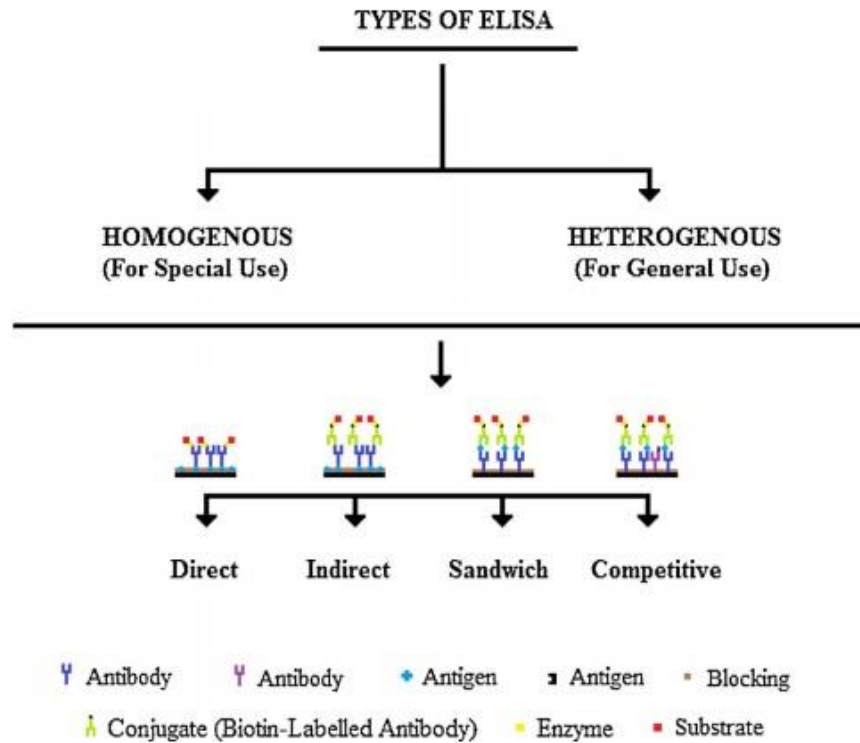 TYPES OF ELISA
HOMOGENOUS
(For Special Use)
HETEROGENOUS
(For General Use)
Direct
Indirect
Sandwich
Competitive
Antibody
Antibody
Antigen
Antigen
Blocking
Conjugate (Biotin-Labelled Antibody)
Enzyme
Substrate